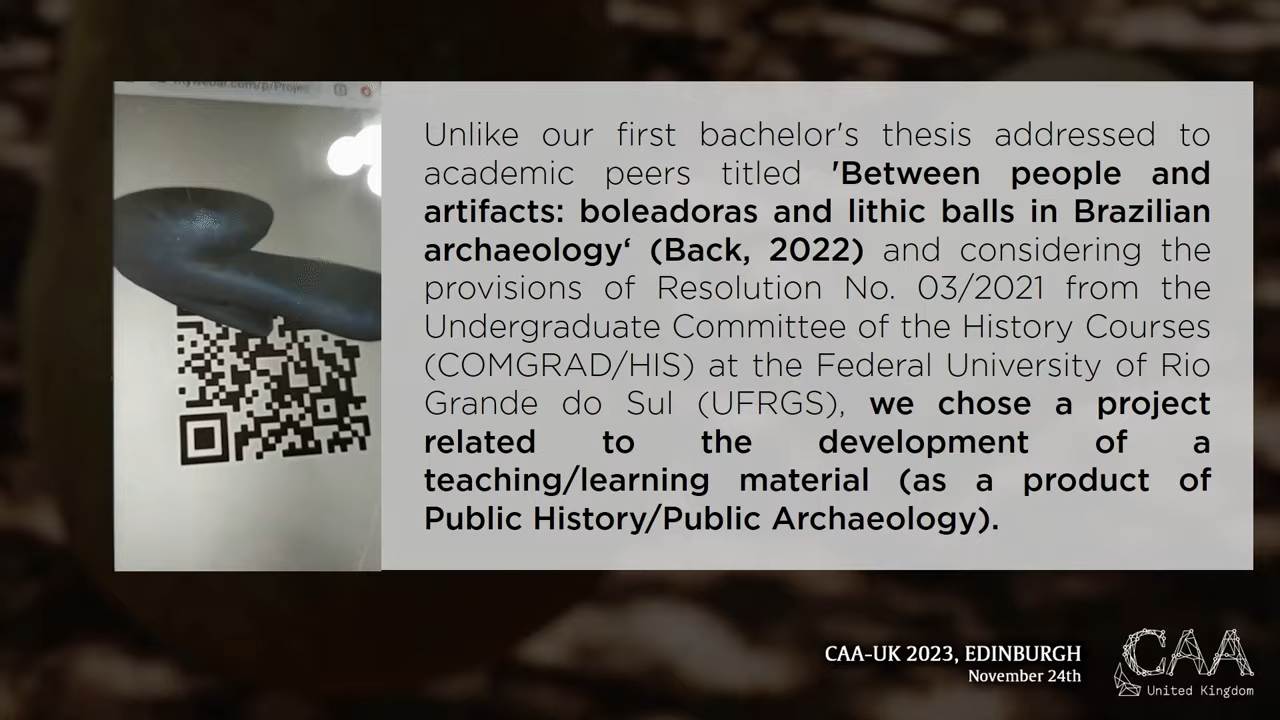 mywebar.com/p/Projec
Unlike our first bachelor's thesis addressed to
academic peers titled 'Between people and
artifacts: boleadoras and lithic balls in Brazilian
archaeology‘ (Back, 2022) and considering the
provisions of Resolution No. 03/2021 from the
Undergraduate Committee of the History Courses
(COMGRAD/HIS) at the Federal University of Rio
Grande do Sul (UFRGS), we chose a project
related to the development of a
teaching/learning material (as a product of
Public History/Public Archaeology).
CAA-UK 2023, EDINBURGH
November 24th
CAA
United Kingdom